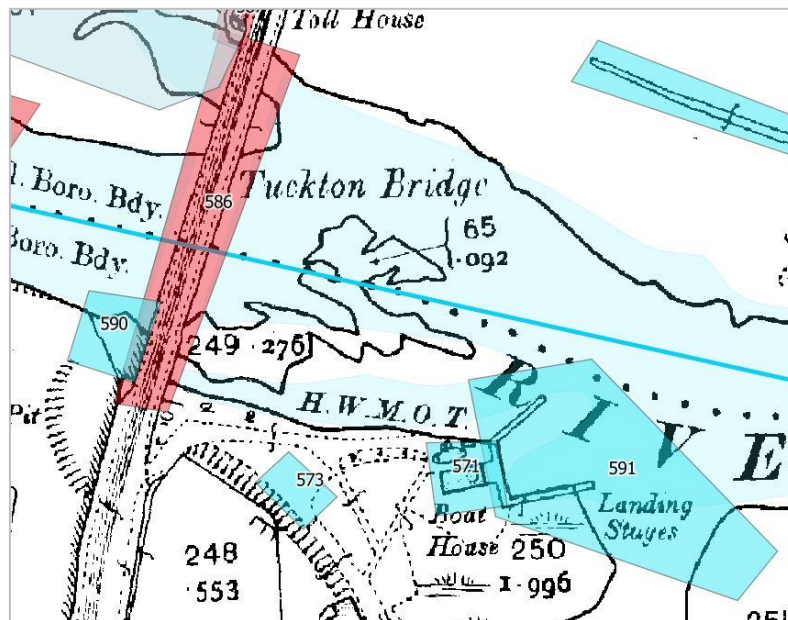 Toll House
586
Tuckton Bridge
Boro. Bdy.
65
.092
Boro. Bdy.
590
249 .276
Pit
H.W.M.O.T
RIVE
573
571
591
Boat
House
Landing
Stages
248
.553
250
1.996